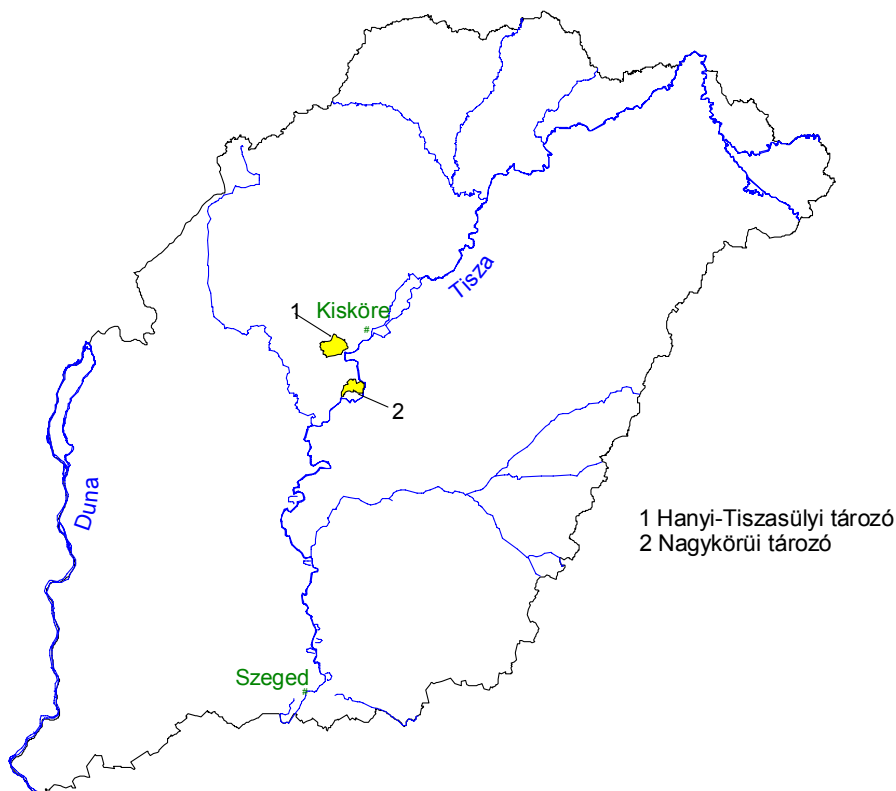 Tisza
1 Kisköre
2
Duna
1 Hanyi-Tiszasülyi tározó
2 Nagykörüi tározó
Szeged